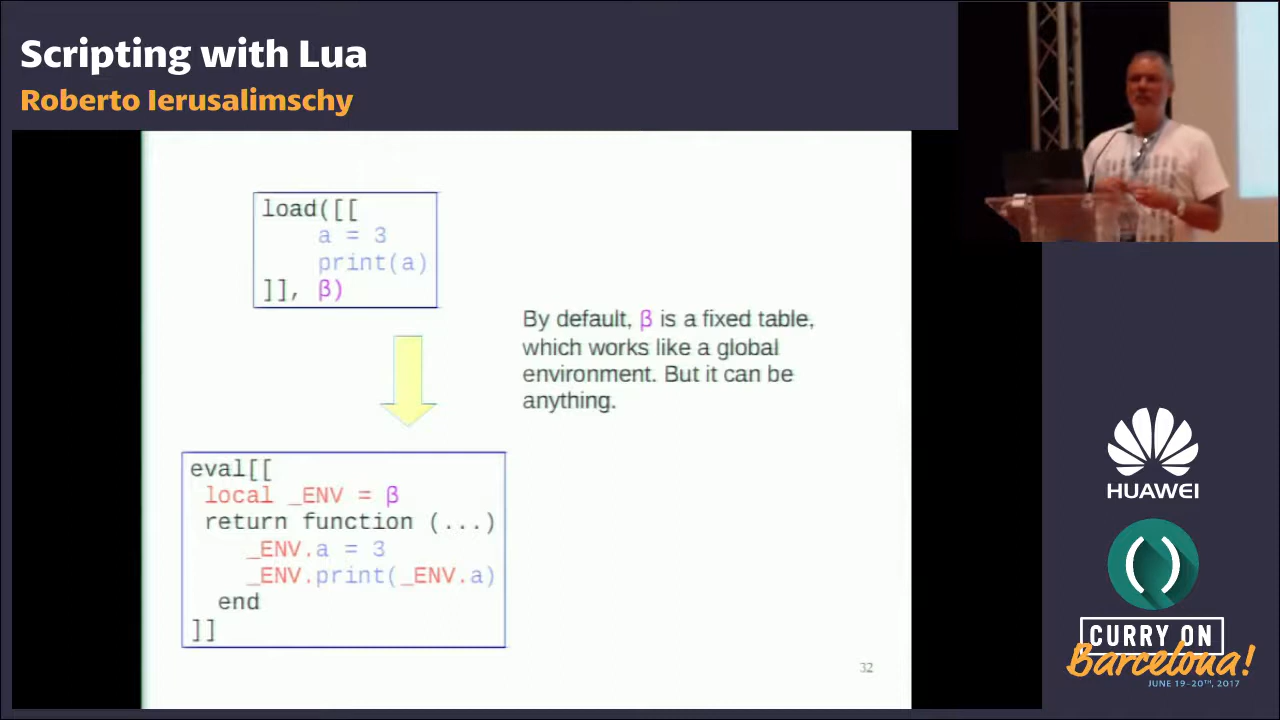 Scripting with Lua
Roberto Ierusalimschy
load([[
a = 3
print(a)
]], β)
By default, β is a fixed table,
which works like a global
environment. But it can be
anything.
eval[[
local _ENV = β
return function (...)
_ENV.a = 3
_ENV.print(_ENV.a)
end
]]
32
HUAWEI
CURRY ON
Barcelona!
JUNE 19-20TH, 2017